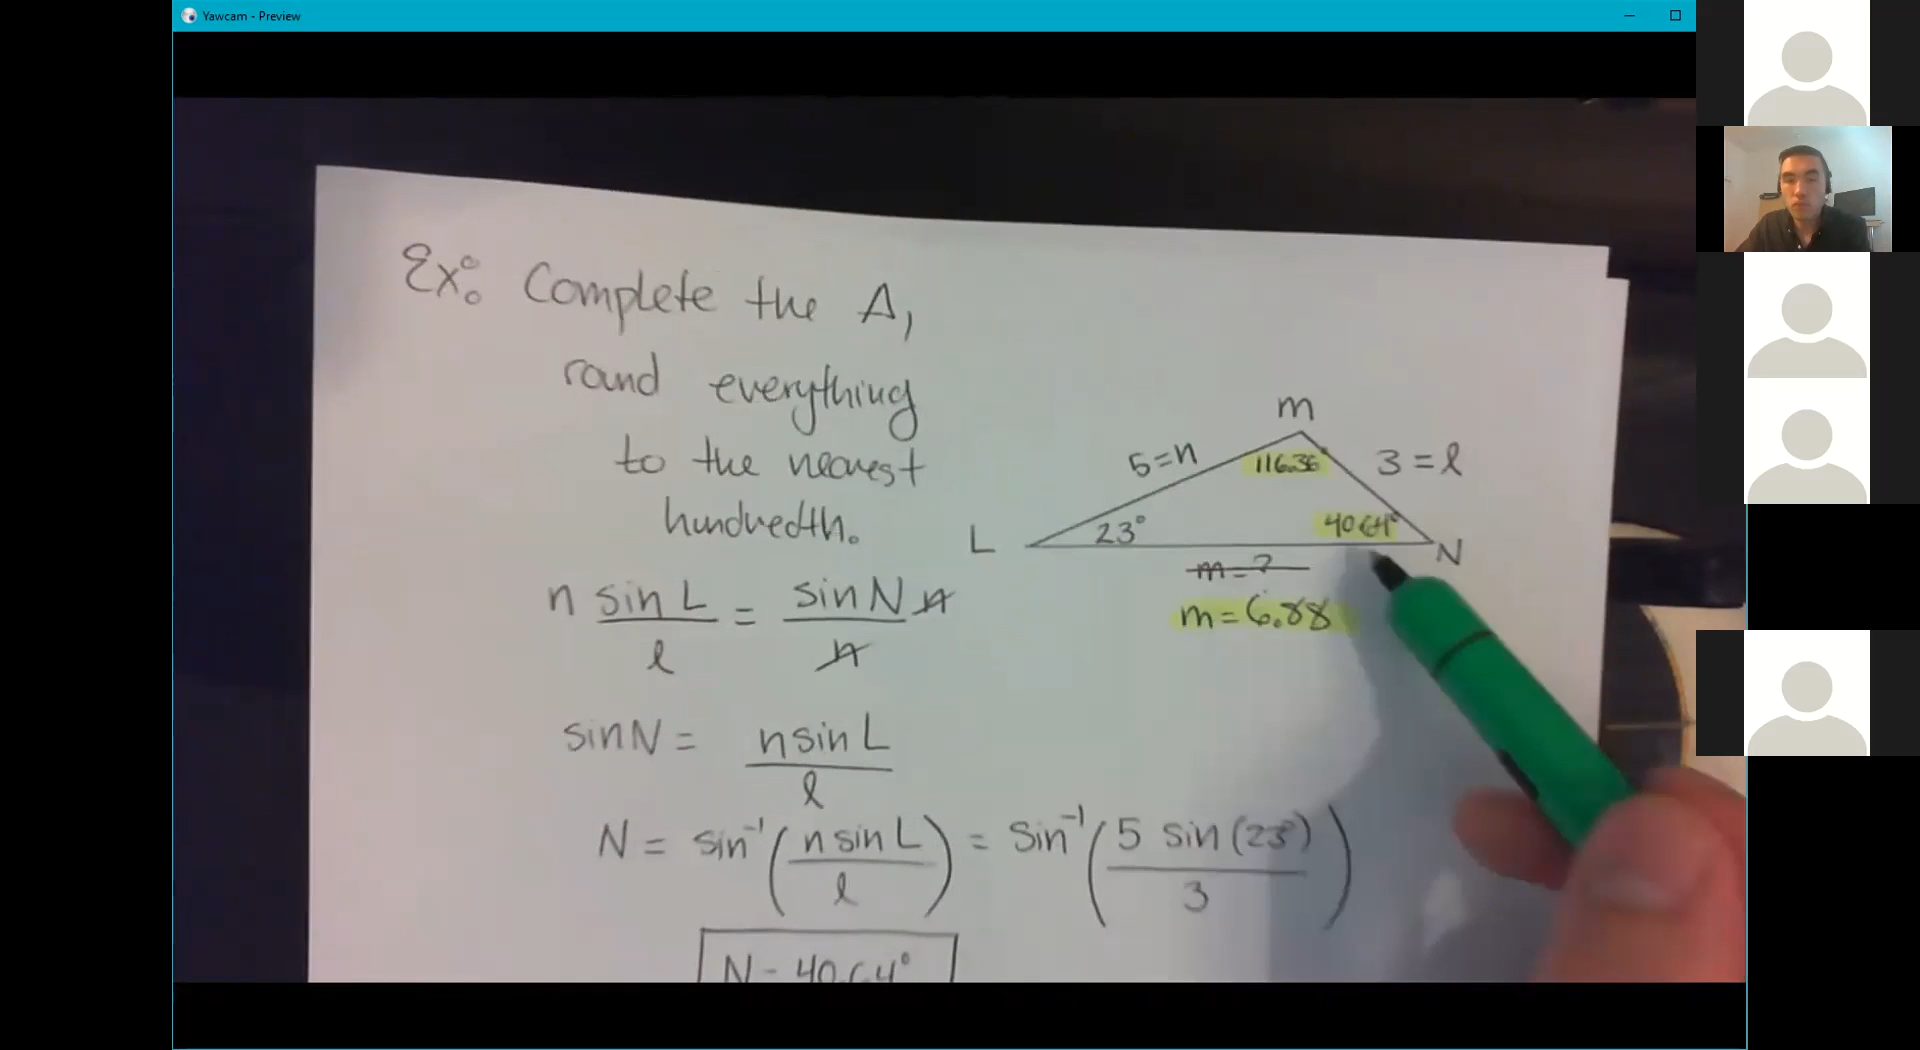 Yawcam - Preview
Ex: Complete the Δ,
round everything
to the nearest
hundredth.
m
5=n
116.36°
3=l
L
23°
40.64°
N
m=?
m=6.88
n sin L / l = sin N n / n
sin N = n sin L / l
N = sin⁻¹(n sin L / l) = sin⁻¹(5 sin(23°) / 3)
N = 40.64°